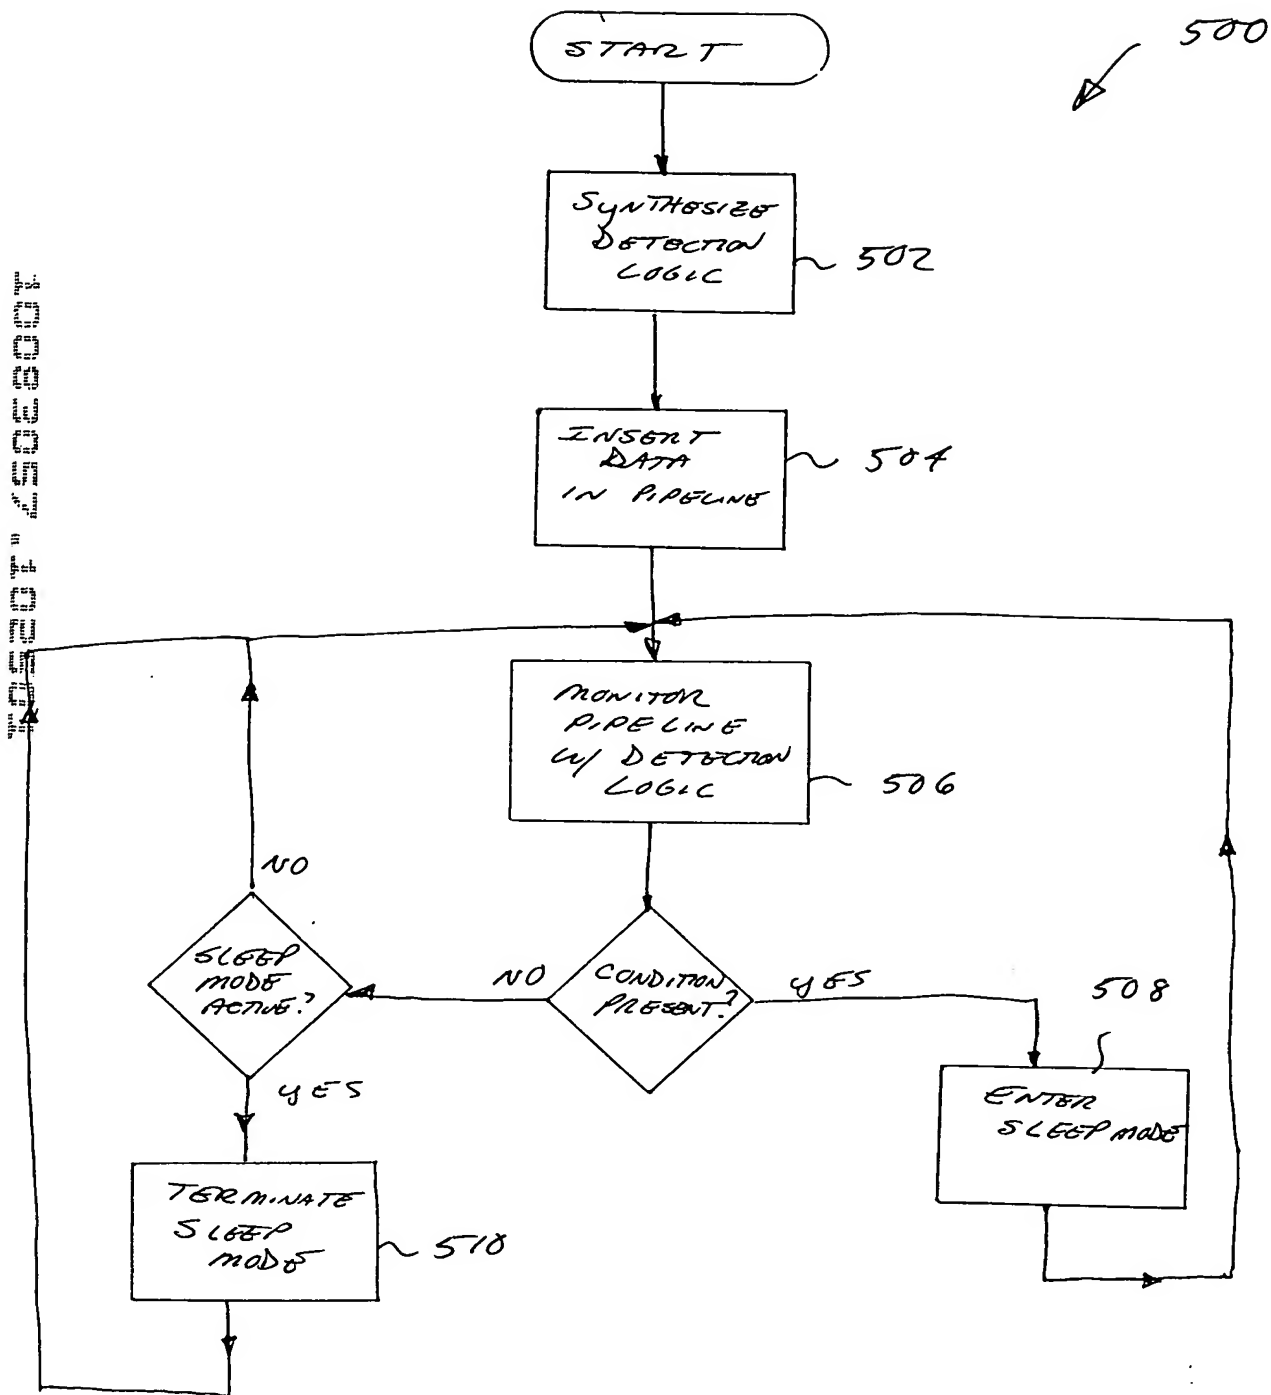 START
500
SYNTHESIZE
DETECTION
LOGIC
502
INSERT
DATA
IN PIPELINE
504
MONITOR
PIPELINE
W/ DETECTION
LOGIC
506
NO
SLEEP
MODE
ACTIVE?
NO
CONDITION
PRESENT?
YES
508
YES
ENTER
SLEEP MODE
TERMINATE
SLEEP
MODE
510